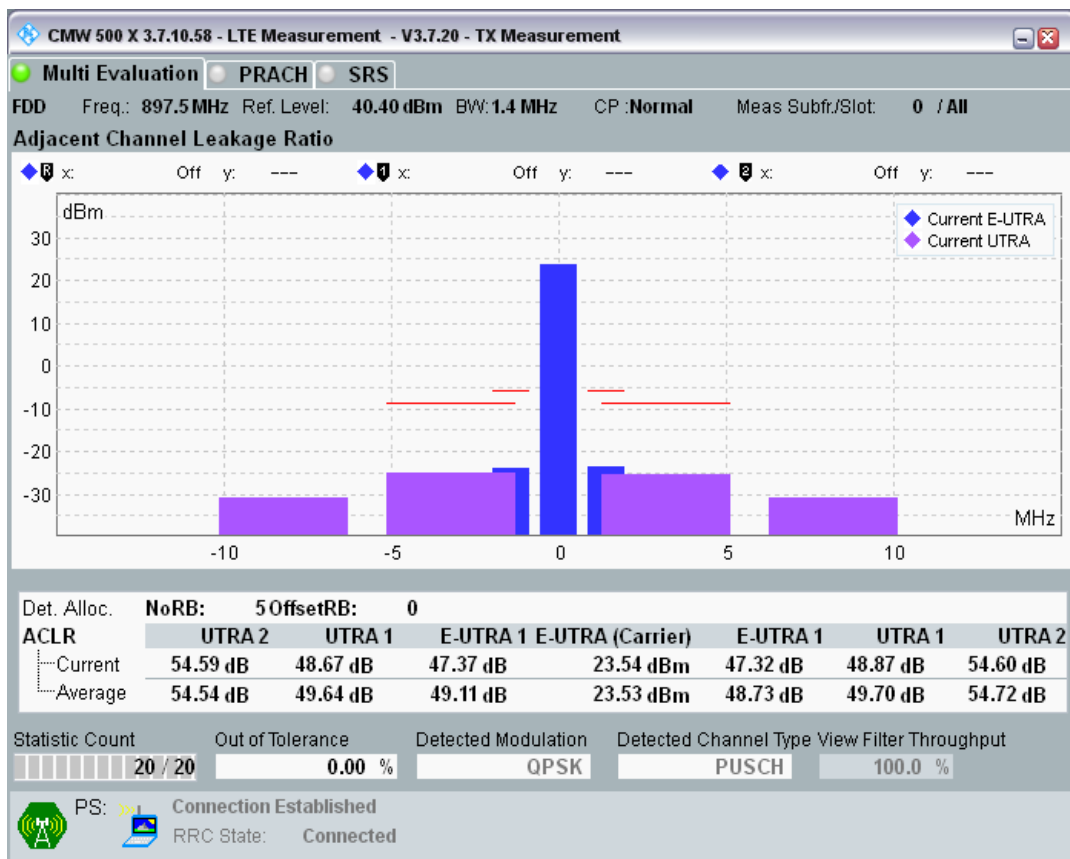 CMW 500 X 3.7.10.58 - LTE Measurement - V3.7.20 - TX Measurement
Multi Evaluation PRACH SRS
FDD Freq.: 897.5 MHz Ref. Level: 40.40 dBm BW: 1.4 MHz CP :Normal Meas Subfr./Slot: 0 / All
Adjacent Channel Leakage Ratio
R x: Off y: --- 1 x: Off y: --- 2 x: Off y: ---
dBm
Current E-UTRA
Current UTRA
30
20
10
0
-10
-20
-30
MHz
-10 -5 0 5 10
Det. Alloc. NoRB: 5 OffsetRB: 0
ACLR UTRA 2 UTRA 1 E-UTRA 1 E-UTRA (Carrier) E-UTRA 1 UTRA 1 UTRA 2
Current 54.59 dB 48.67 dB 47.37 dB 23.54 dBm 47.32 dB 48.87 dB 54.60 dB
Average 54.54 dB 49.64 dB 49.11 dB 23.53 dBm 48.73 dB 49.70 dB 54.72 dB
Statistic Count Out of Tolerance Detected Modulation Detected Channel Type View Filter Throughput
20 / 20 0.00 % QPSK PUSCH 100.0 %
PS: Connection Established
RRC State: Connected